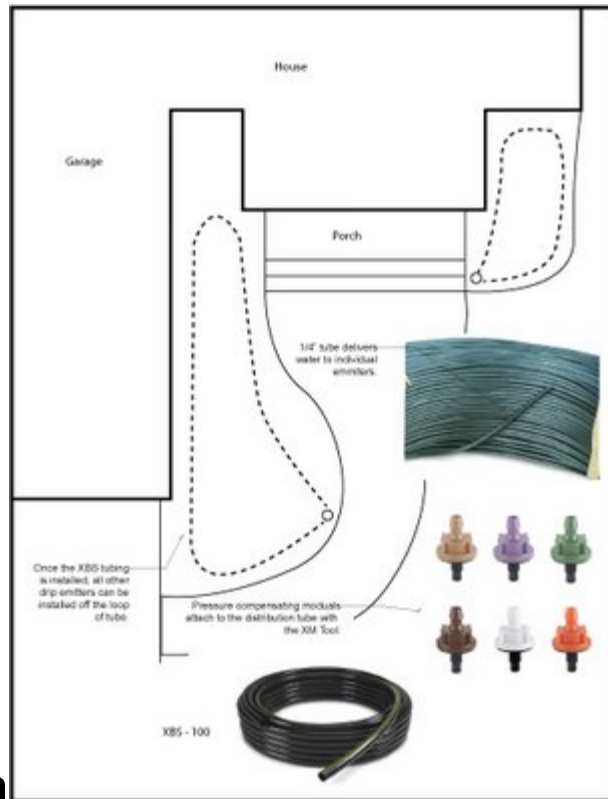 House
Garage
Porch
1/4" tube delivers
water to individual
emmiters.
Once the XBS tubing
is installed, all other
drip emitters can be
installed off the loop
of tube.
Pressure compensating moduals
attach to the distribution tube with
the XM Tool.
XBS - 100